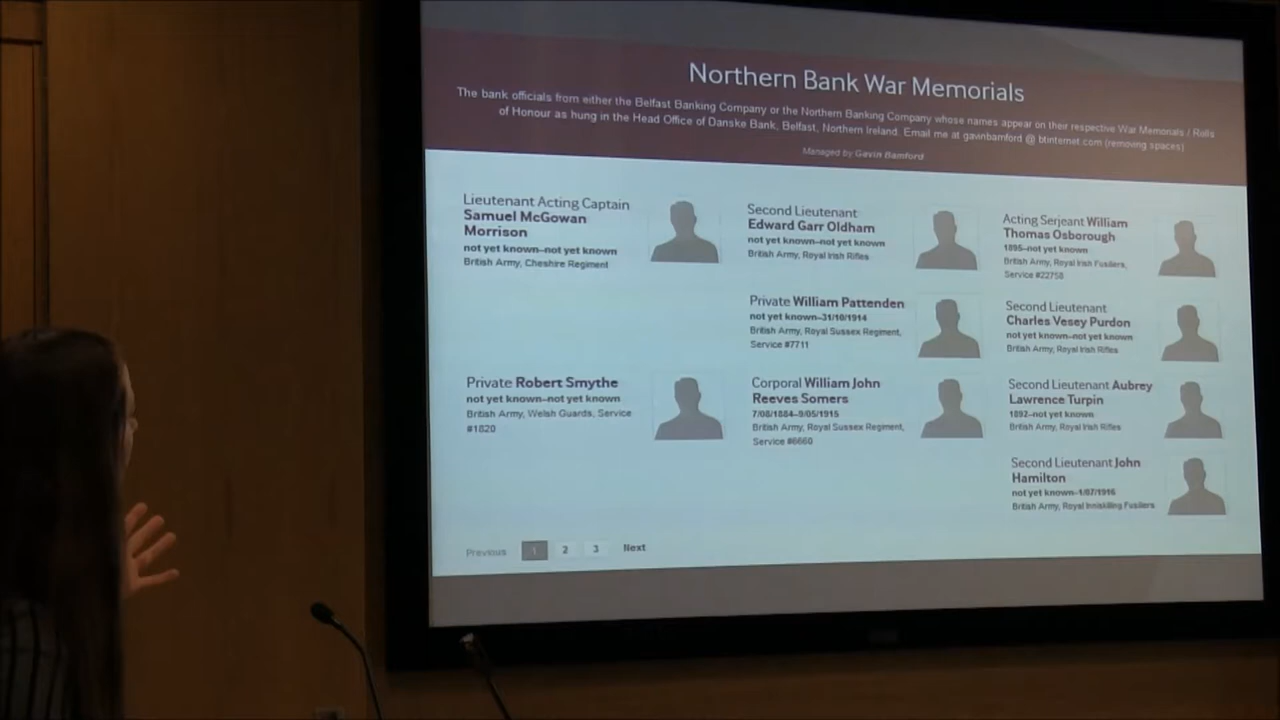 Northern Bank War Memorials
The bank officials from either the Belfast Banking Company or the Northern Banking Company whose names appear on their respective War Memorials / Rolls
of Honour as hung in the Head Office of Danske Bank, Belfast, Northern Ireland. Email me at gavinbamford @ btinternet.com (removing spaces)
Managed by Gavin Bamford
Lieutenant Acting Captain
Samuel McGowan
Morrison
not yet known–not yet known
British Army, Cheshire Regiment
Second Lieutenant
Edward Garr Oldham
not yet known–not yet known
British Army, Royal Irish Rifles
Acting Serjeant William
Thomas Osborough
1895–not yet known
British Army, Royal Irish Fusiliers,
Service #22758
Private William Pattenden
not yet known–31/10/1914
British Army, Royal Sussex Regiment,
Service #7711
Second Lieutenant
Charles Vesey Purdon
not yet known–not yet known
British Army, Royal Irish Rifles
Private Robert Smythe
not yet known–not yet known
British Army, Welsh Guards, Service
#1820
Corporal William John
Reeves Somers
7/08/1884–9/05/1915
British Army, Royal Sussex Regiment,
Service #6660
Second Lieutenant Aubrey
Lawrence Turpin
1892–not yet known
British Army, Royal Irish Rifles
Second Lieutenant John
Hamilton
not yet known–1/07/1916
British Army, Royal Inniskilling Fusiliers
Previous 1 2 3 Next